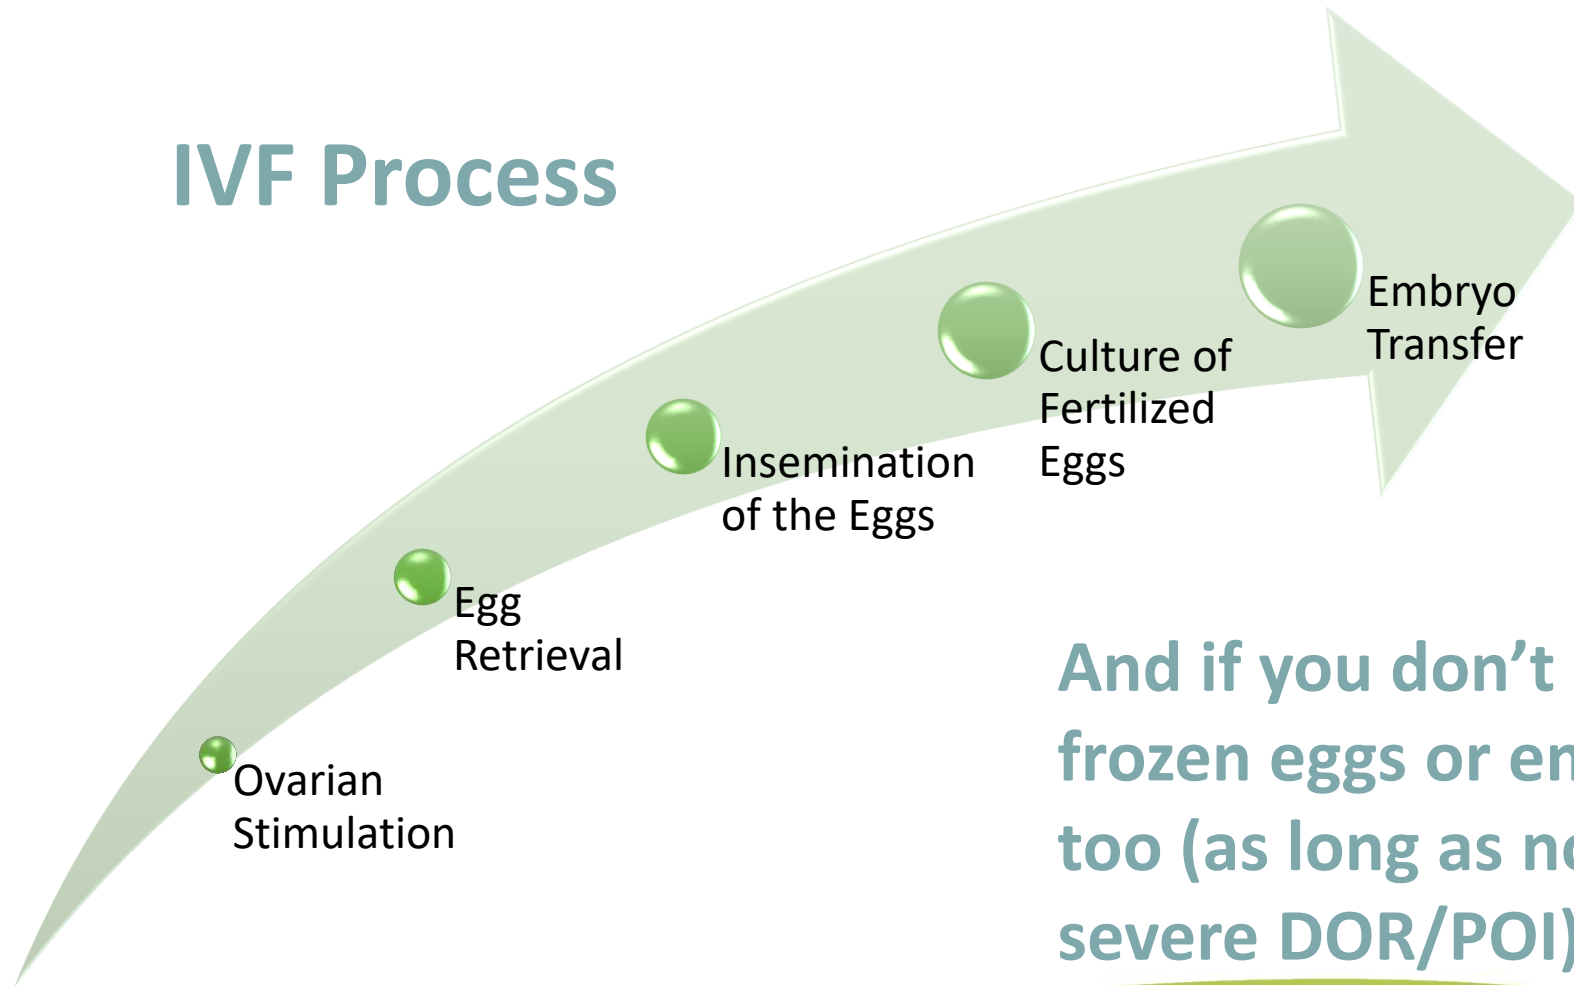 IVF Process
Embryo
Transfer
Culture of
Fertilized
Eggs
Insemination
of the Eggs
Egg
Retrieval
Ovarian
Stimulation
And if you don’t
frozen eggs or
too (as long as
severe DOR/POI)